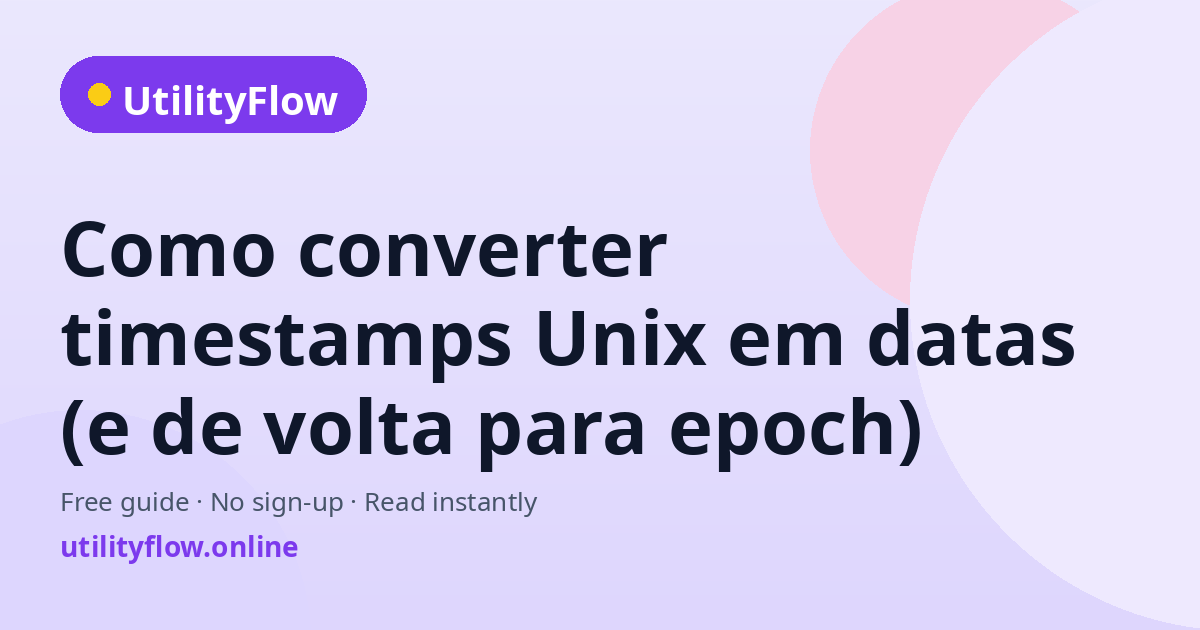 UtilityFlow
Como converter
timestamps Unix em datas
(e de volta para epoch)
Free guide · No sign-up · Read instantly
utilityflow.online